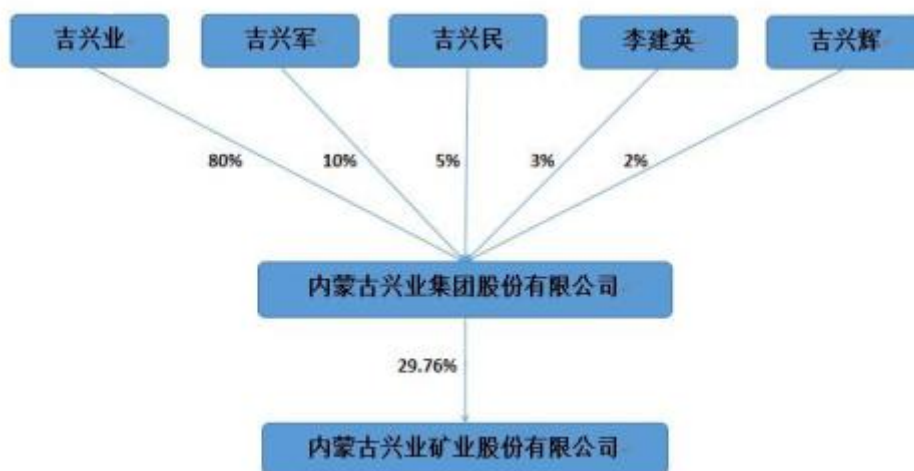 吉兴业
吉兴军
吉兴民
李建英
吉兴辉
80%
10%
5%
3%
2%
内蒙古兴业集团股份有限公司
29.76%
内蒙古兴业矿业股份有限公司